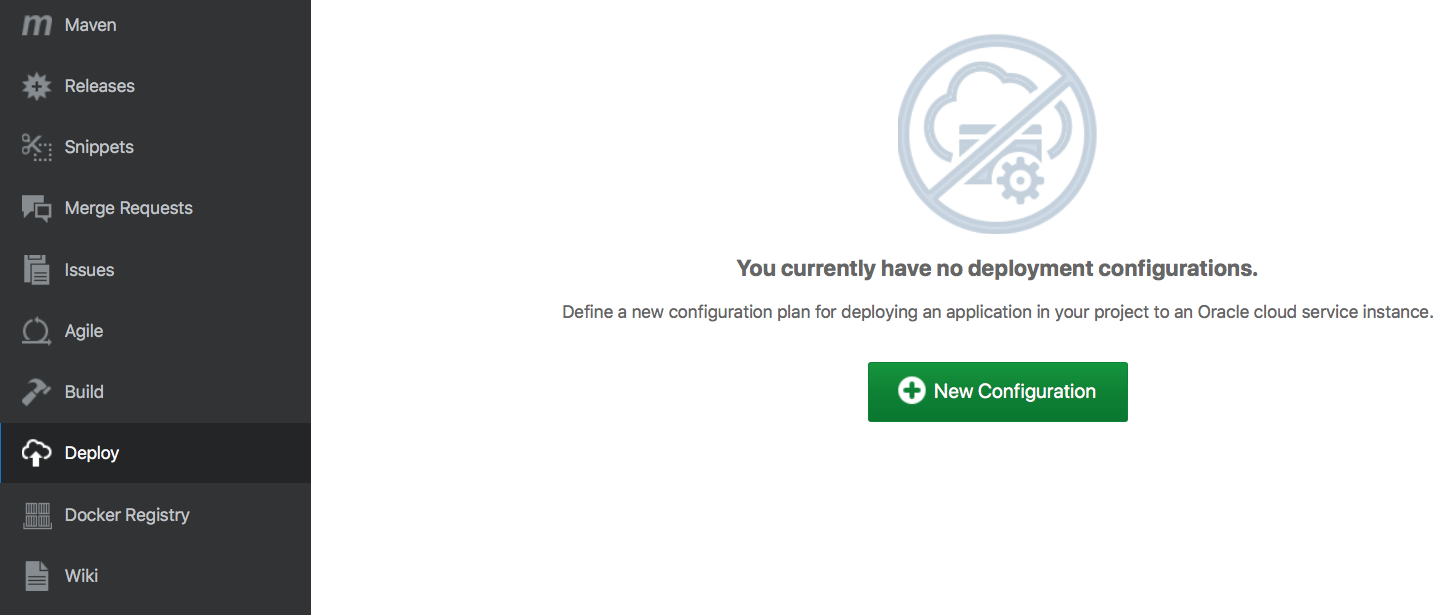 Maven
Releases
Snippets
Merge Requests
Issues
Agile
Build
Deploy
Docker Registry
Wiki
You currently have no deployment configurations.
Define a new configuration plan for deploying an application in your project to an Oracle cloud service instance.
New Configuration